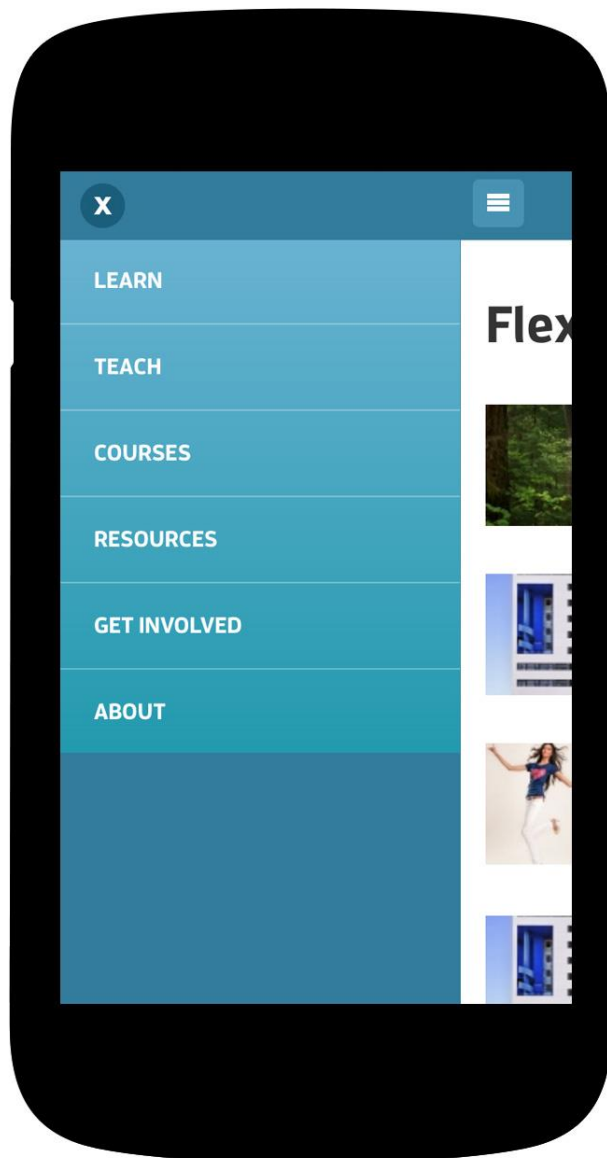 X
LEARN
Flex
TEACH
COURSES
RESOURCES
GET INVOLVED
ABOUT